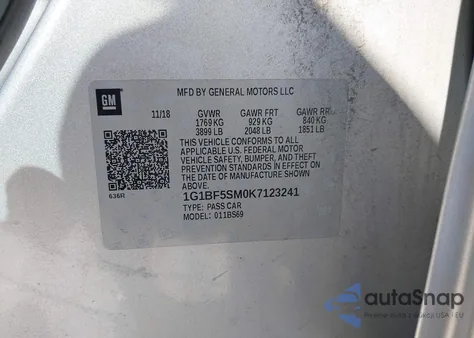 MFD BY GENERAL MOTORS LLC
GM
11/18 GVWR GAWR FRT GAWR RR
1769 KG 929 KG 840 KG
3899 LB 2048 LB 1851 LB
THIS VEHICLE CONFORMS TO ALL
APPLICABLE U.S. FEDERAL MOTOR
VEHICLE SAFETY, BUMPER, AND THEFT
PREVENTION STANDARDS IN EFFECT ON
THE DATE OF MANUFACTURE SHOWN
ABOVE.
636R
1G1BF5SM0K7123241
TYPE: PASS CAR
MODEL: 011BS69
autoSnap